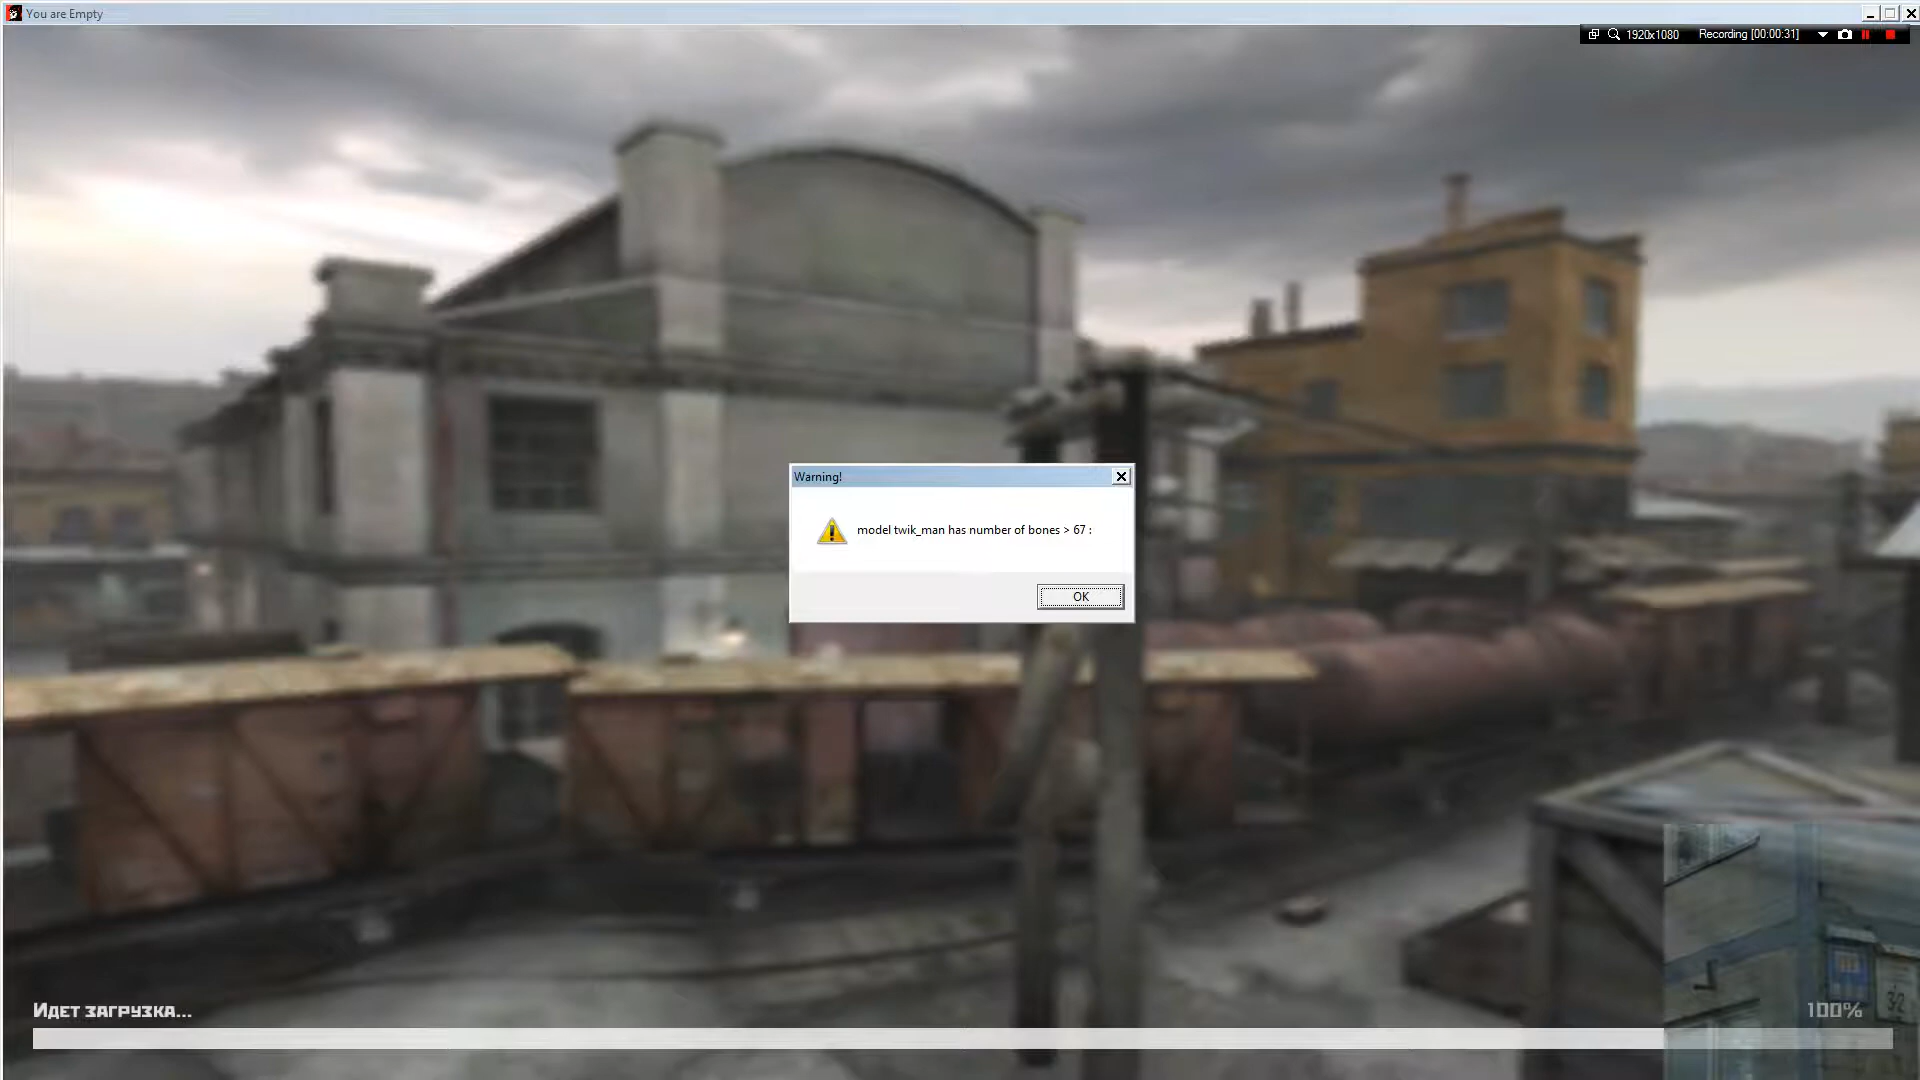 You are Empty
1920x1080 Recording [00:00:31]
Warning!
model twik_man has number of bones > 67 :
OK
32
Идет загрузка...
100%